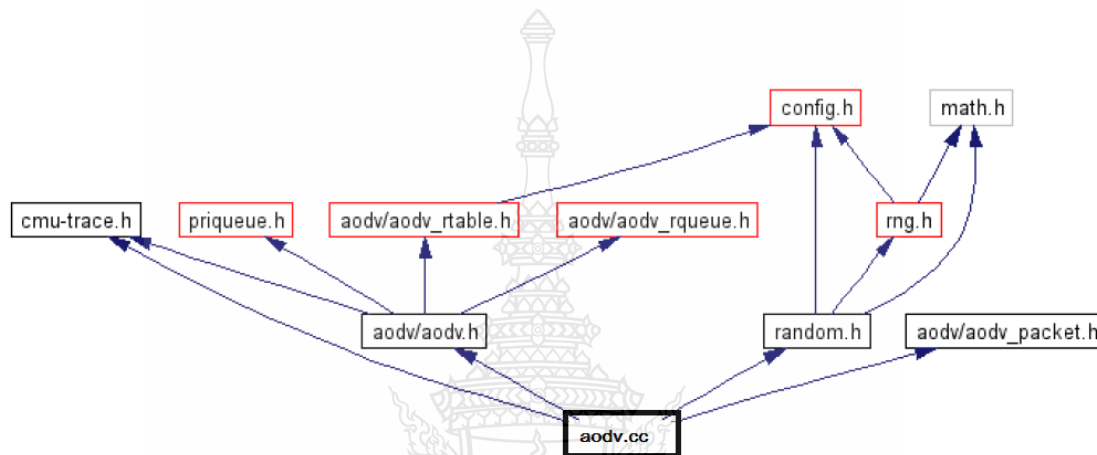 config.h
math.h
cmu-trace.h
priqueue.h
aodv/aodv_rtable.h
aodv/aodv_rqueue.h
rng.h
aodv/aodv.h
random.h
aodv/aodv_packet.h
aodv.cc